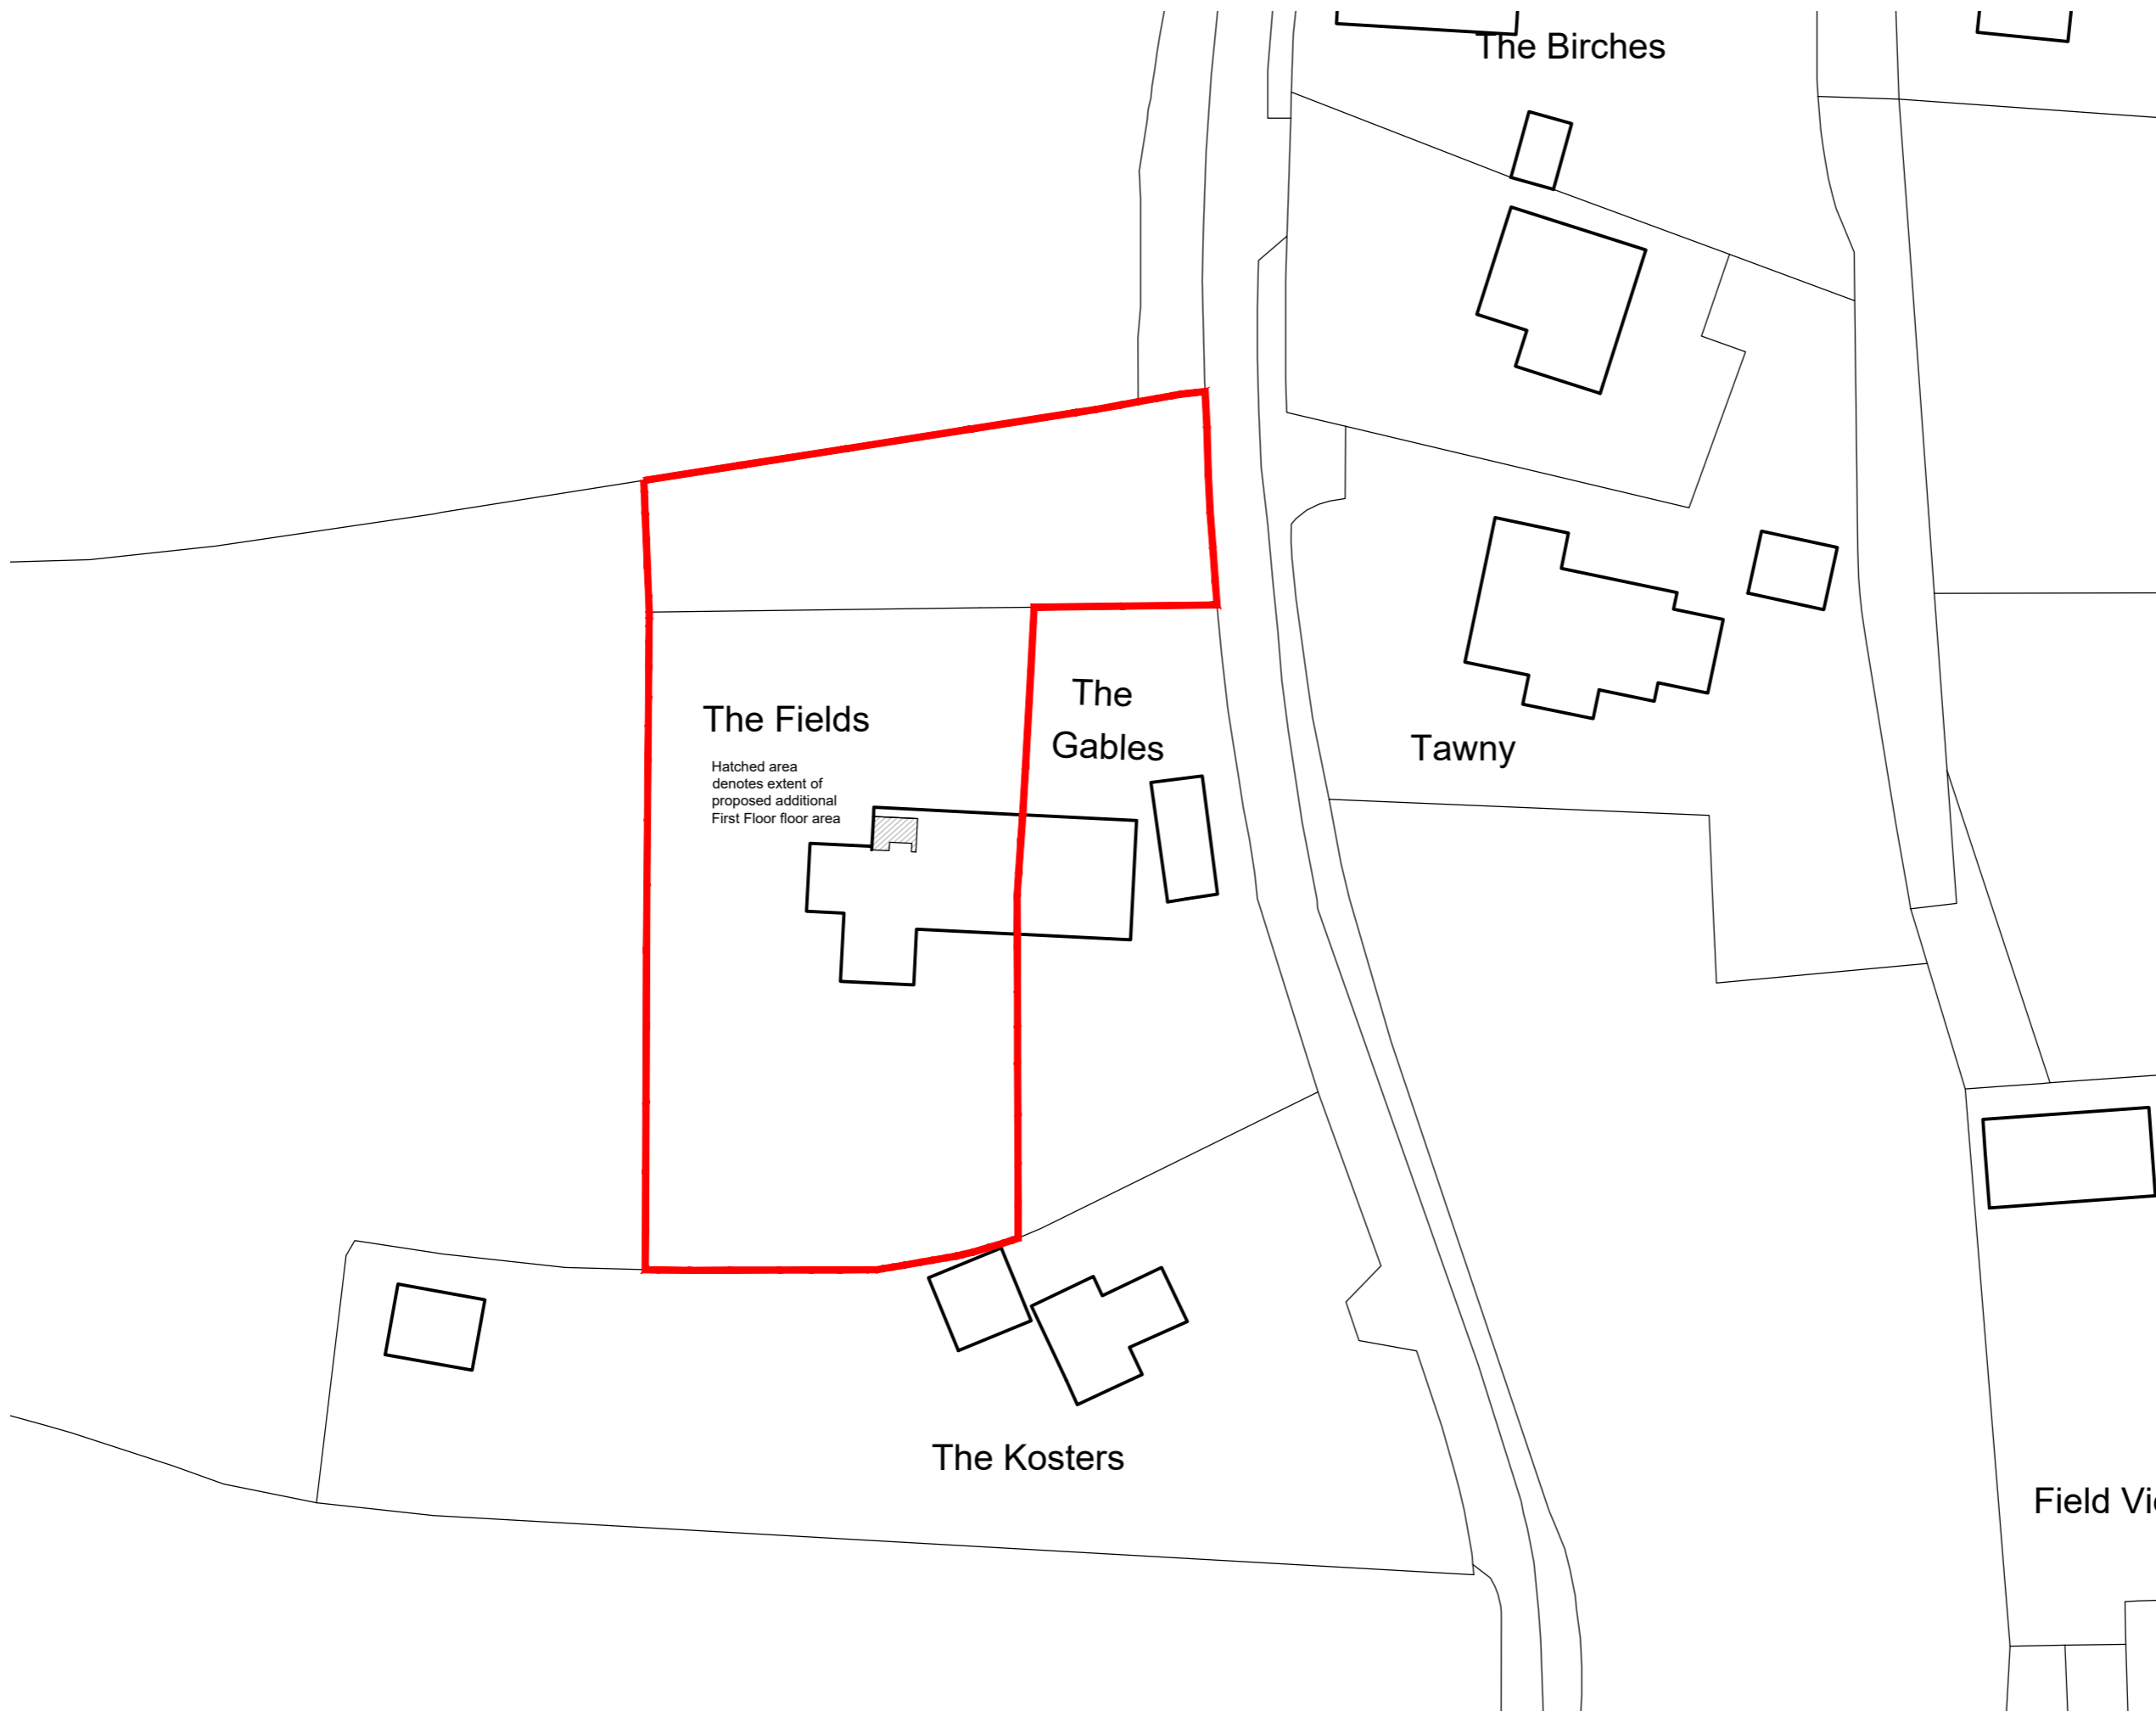 The Birches
The
Gables
The Fields
Hatched area
denotes extent of
proposed additional
First Floor floor area
Tawny
The Kosters
Field